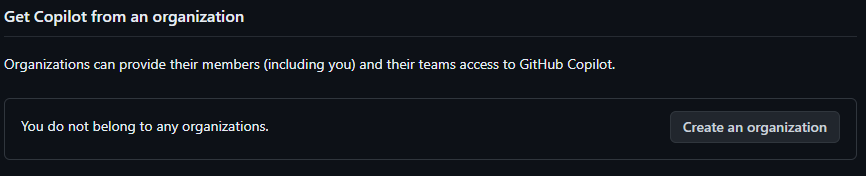 Get Copilot from an organization
Organizations can provide their members (including you) and their teams access to GitHub Copilot.
You do not belong to any organizations.
Create an organization